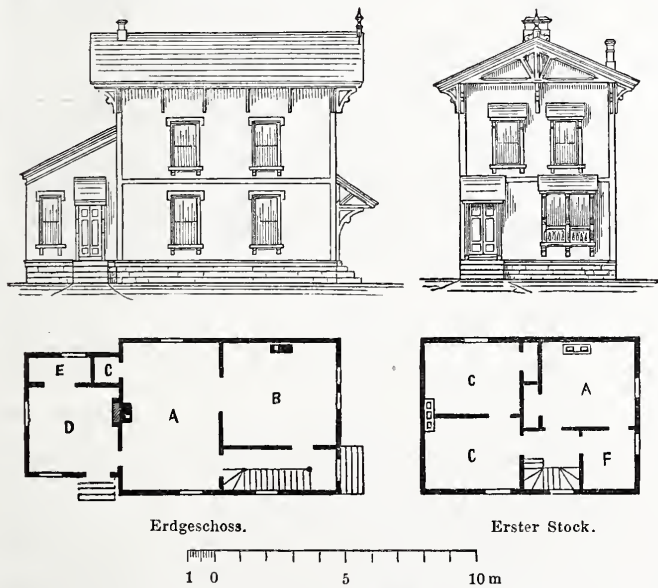 E C
D A B
C A
C F
Erdgeschoss.
Erster Stock.
1 0 5 10 m